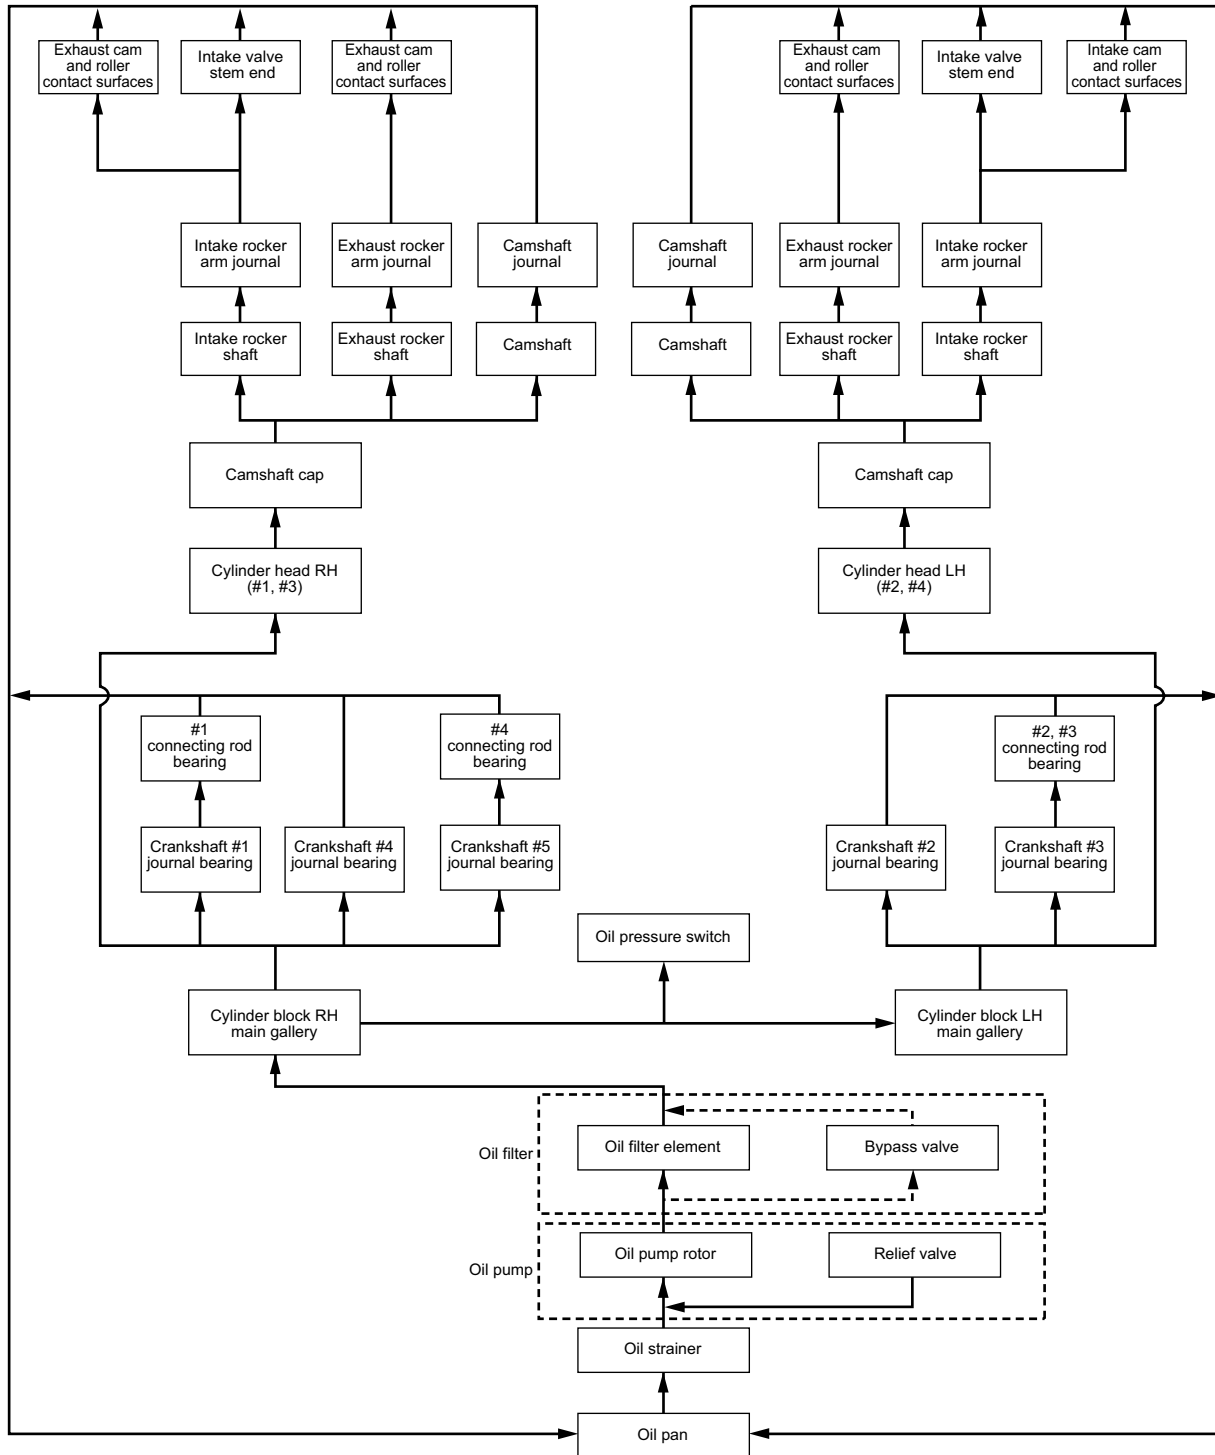 Exhaust cam
and roller
contact surfaces
Intake valve
stem end
Exhaust cam
and roller
contact surfaces
Exhaust cam
and roller
contact surfaces
Intake valve
stem end
Intake cam
and roller
contact surfaces
Intake rocker
arm journal
Exhaust rocker
arm journal
Camshaft
journal
Camshaft
journal
Exhaust rocker
arm journal
Intake rocker
arm journal
Intake rocker
shaft
Exhaust rocker
shaft
Camshaft
Camshaft
Exhaust rocker
shaft
Intake rocker
shaft
Camshaft cap
Camshaft cap
Cylinder head RH
(#1, #3)
Cylinder head LH
(#2, #4)
#1
connecting rod
bearing
#4
connecting rod
bearing
#2, #3
connecting rod
bearing
Crankshaft #1
journal bearing
Crankshaft #4
journal bearing
Crankshaft #5
journal bearing
Crankshaft #2
journal bearing
Crankshaft #3
journal bearing
Oil pressure switch
Cylinder block RH
main gallery
Cylinder block LH
main gallery
Oil filter
Oil filter element
Bypass valve
Oil pump
Oil pump rotor
Relief valve
Oil strainer
Oil pan